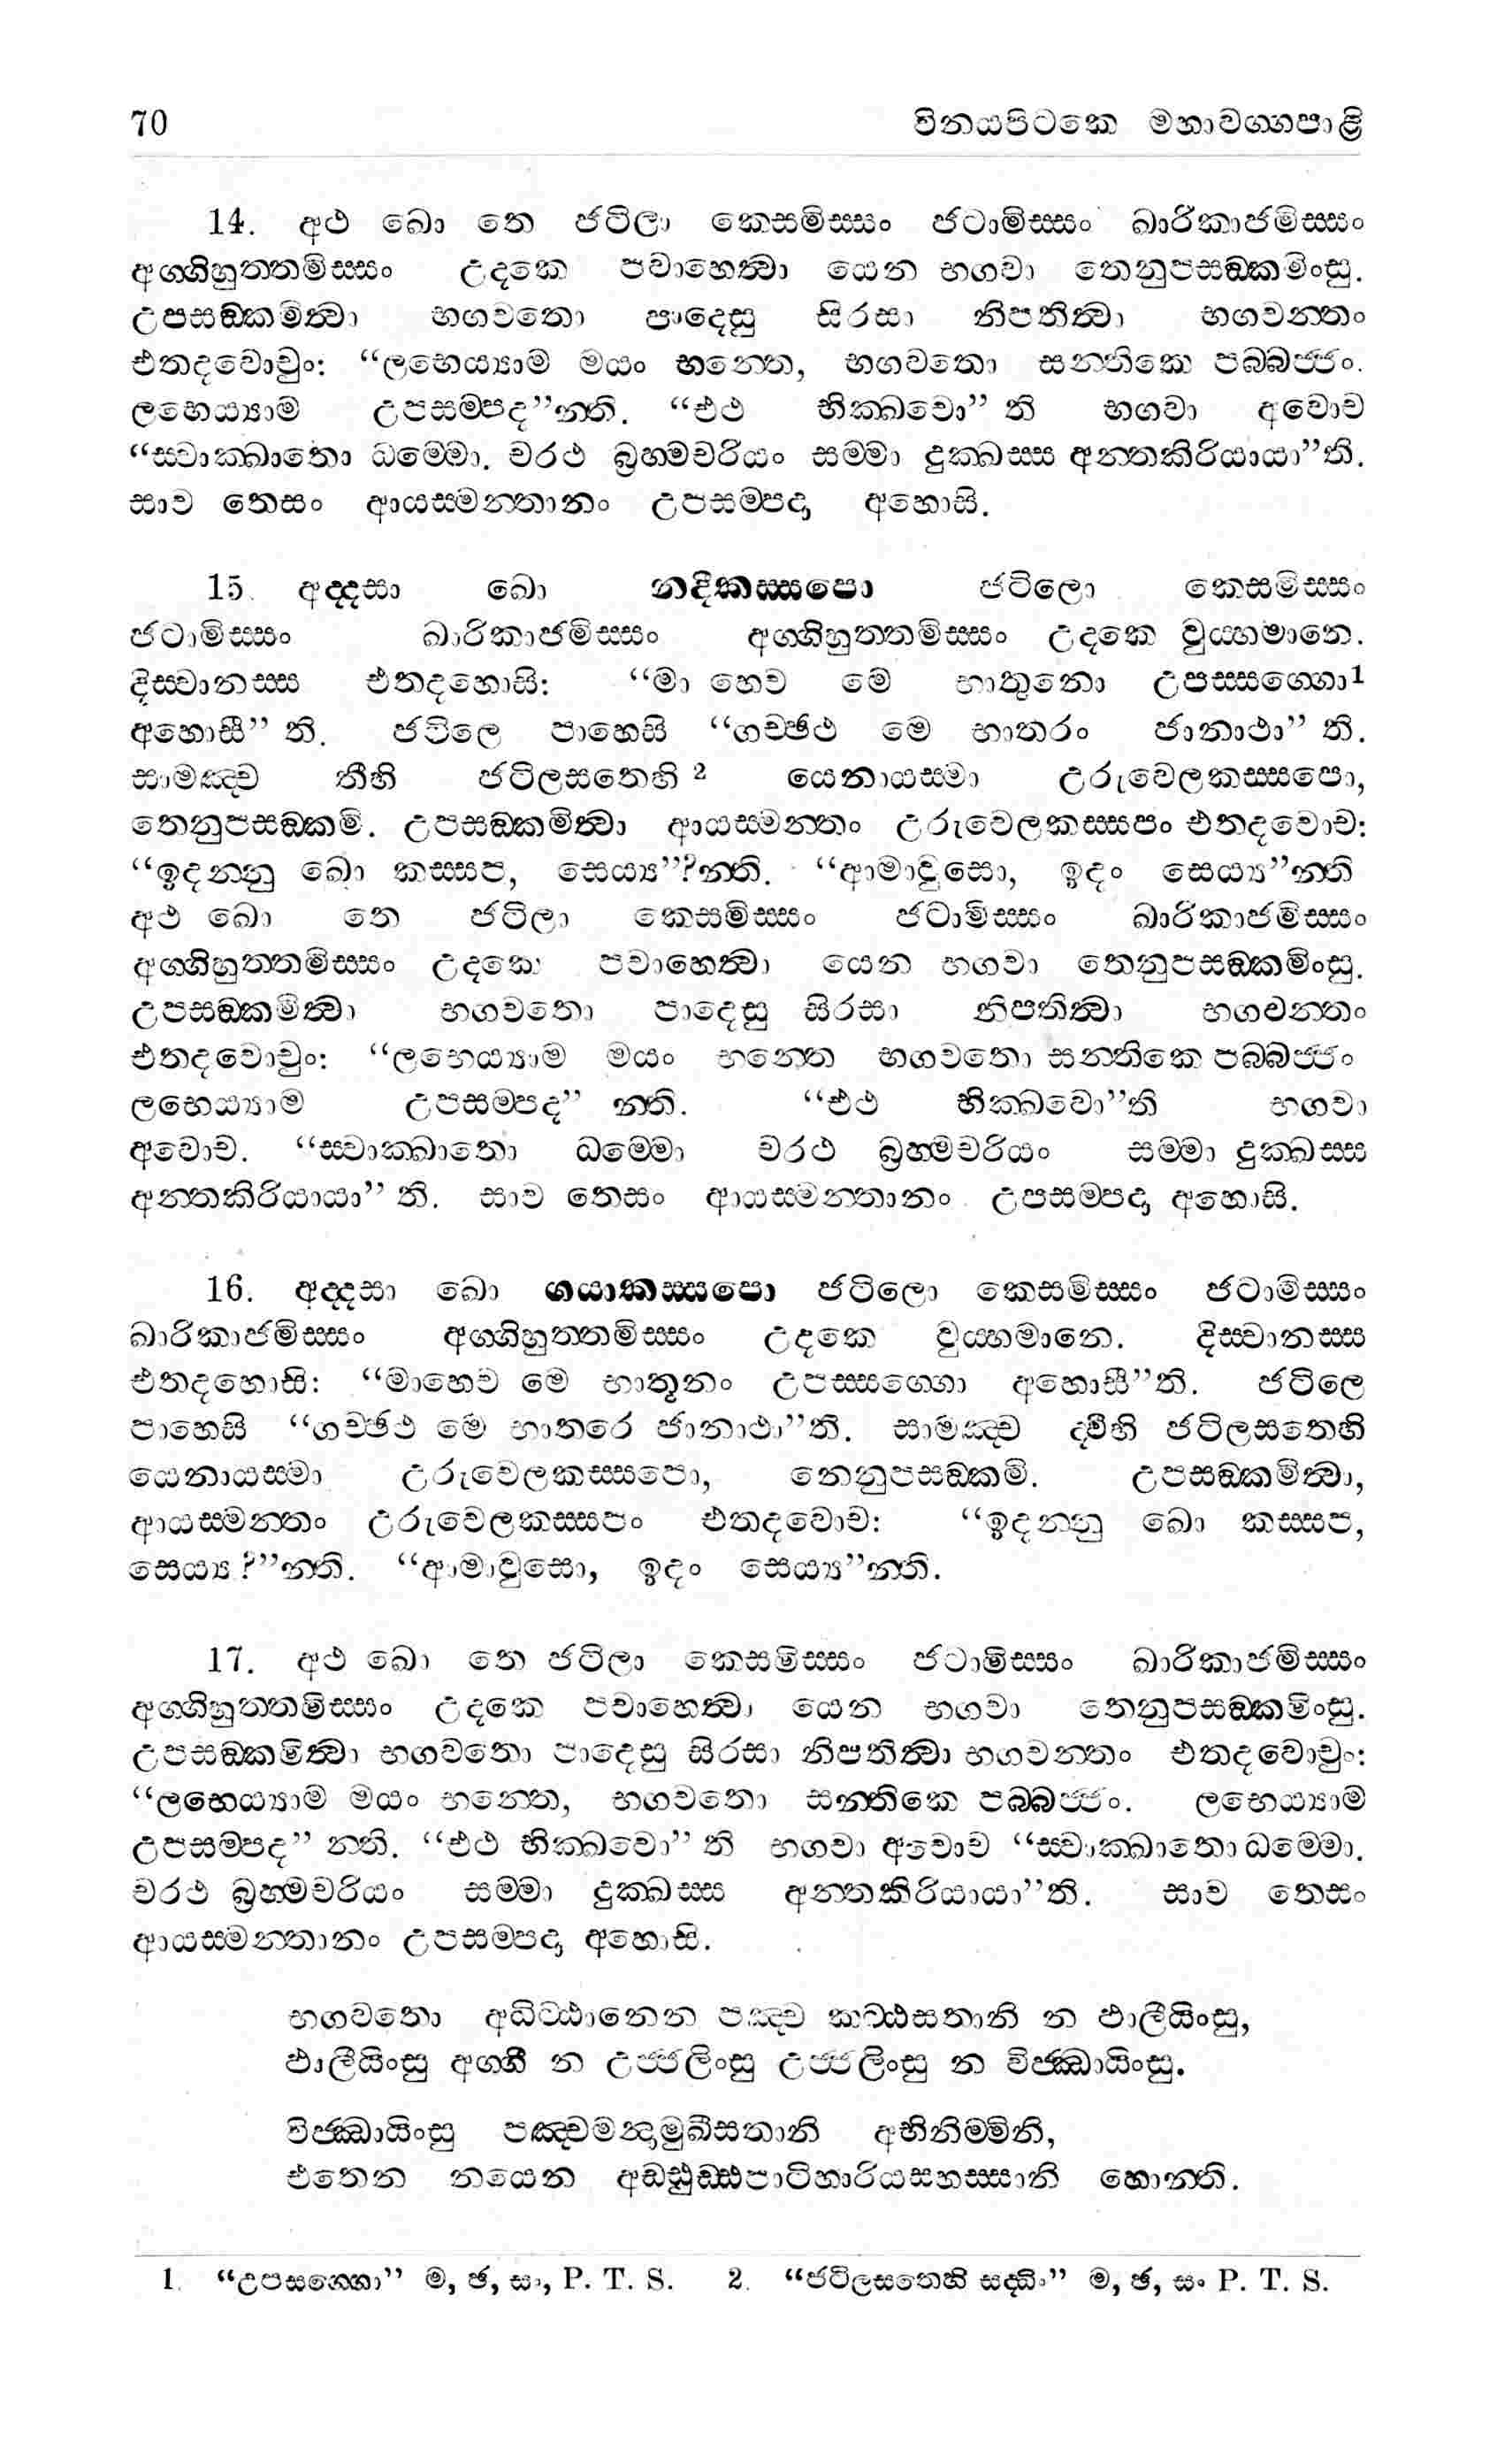 70 විනයපිටකෙ මහාවග්ගපාළි
14. අථ ඛො තෙ ජටිලා කෙසමිස්සං ජටාමිස්සං ඛාරිකාජමිස්සං
අග්ගිහුත්තමිස්සං උදකෙ පවාහෙත්වා යෙන භගවා තෙනුපසඞ්කමිංසු.
උපසඞ්කමිත්වා භගවතො පාදෙසු සිරසා නිපතිත්වා භගවන්තං
එතදවොචුං: “ලභෙය්‍යාම මයං භන්තෙ, භගවතො සන්තිකෙ පබ්බජ්ජං.
ලභෙය්‍යාම උපසම්පද”න්ති. “එථ භික්ඛවො” ති භගවා අවොච
“ස්වාක්ඛාතො ධම්මො. චරථ බ්‍රහ්මචරියං සම්මා දුක්ඛස්ස අන්තකිරියායා”ති.
සාව තෙසං ආයස්මන්තානං උපසම්පදා අහොසි.
15. අද්දසා ඛො නදීකස්සපො ජටිලො කෙසමිස්සං
ජටාමිස්සං ඛාරිකාජමිස්සං අග්ගිහුත්තමිස්සං උදකෙ වුය්හමානෙ.
දිස්වානස්ස එතදහොසි: “මා හෙව මෙ භාතුනො උපස්සග්ගො1
අහොසී” ති. ජටිලෙ පාහෙසි “ගච්ඡථ මෙ භාතරං ජානාථා” ති.
සාමඤ්ච තීහි ජටිලසතෙහි 2 යෙනායස්මා උරුවෙලකස්සපො,
තෙනුපසඞ්කමි. උපසඞ්කමිත්වා ආයස්මන්තං උරුවෙලකස්සපං එතදවොච:
“ඉදන්නු ඛො කස්සප, සෙය්‍ය”?න්ති. “ආමාවුසො, ඉදං සෙය්‍ය”න්ති
අථ ඛො තෙ ජටිලා කෙසමිස්සං ජටාමිස්සං ඛාරිකාජමිස්සං
අග්ගිහුත්තමිස්සං උදකෙ පවාහෙත්වා යෙන භගවා තෙනුපසඞ්කමිංසු.
උපසඞ්කමිත්වා භගවතො පාදෙසු සිරසා නිපතිත්වා භගවන්තං
එතදවොචුං: “ලභෙය්‍යාම මයං භන්තෙ භගවතො සන්තිකෙ පබ්බජ්ජං
ලභෙය්‍යාම උපසම්පද” න්ති. “එථ භික්ඛවො”ති භගවා
අවොච. “ස්වාක්ඛාතො ධම්මො චරථ බ්‍රහ්මචරියං සම්මා දුක්ඛස්ස
අන්තකිරියායා” ති. සාව තෙසං ආයස්මන්තානං උපසම්පදා අහොසි.
16. අද්දසා ඛො ගයාකස්සපො ජටිලො කෙසමිස්සං ජටාමිස්සං
ඛාරිකාජමිස්සං අග්ගිහුත්තමිස්සං උදකෙ වුය්හමානෙ. දිස්වානස්ස
එතදහොසි: “මාහෙව මෙ භාතූනං උපස්සග්ගො අහොසී”ති. ජටිලෙ
පාහෙසි “ගච්ඡථ මෙ භාතරෙ ජානාථා”ති. සාමඤ්ච ද්වීහි ජටිලසතෙහි
යෙනායස්මා උරුවෙලකස්සපො, තෙනුපසඞ්කමි. උපසඞ්කමිත්වා,
ආයස්මන්තං උරුවෙලකස්සපං එතදවොච: “ඉදන්නු ඛො කස්සප,
සෙය්‍ය?”න්ති. “ආමාවුසො, ඉදං සෙය්‍ය”න්ති.
17. අථ ඛො තෙ ජටිලා කෙසමිස්සං ජටාමිස්සං ඛාරිකාජමිස්සං
අග්ගිහුත්තමිස්සං උදකෙ පවාහෙත්වා යෙන භගවා තෙනුපසඞ්කමිංසු.
උපසඞ්කමිත්වා භගවතො පාදෙසු සිරසා නිපතිත්වා භගවන්තං එතදවොචුං:
“ලභෙය්‍යාම මයං භන්තෙ, භගවතො සන්තිකෙ පබ්බජ්ජං. ලභෙය්‍යාම
උපසම්පද” න්ති. “එථ භික්ඛවො” ති භගවා අවොච “ස්වාක්ඛාතො ධම්මො.
චරථ බ්‍රහ්මචරියං සම්මා දුක්ඛස්ස අන්තකිරියායා”ති. සාව තෙසං
ආයස්මන්තානං උපසම්පදා අහොසි.
භගවතො අධිට්ඨානෙන පඤ්ච කට්ඨසතානි න ඵාලීයිංසු,
ඵාලීයිංසු අග්ගී න උජ්ජලිංසු උජ්ජලිංසු න විජ්ඣායිංසු.
විජ්ඣායිංසු පඤ්චමන්දාමුඛීසතානි අභිනිම්මිනි,
එතෙන නයෙන අඩ්ඪුඩ්ඪපාටිහාරියසහස්සානි හොන්ති.
1. “උපසග්ගො” ම, ඡ, සා, P. T. S. 2. “ජටිලසතෙහි සද්ධිං” ම, ඡ, සං P. T. S.